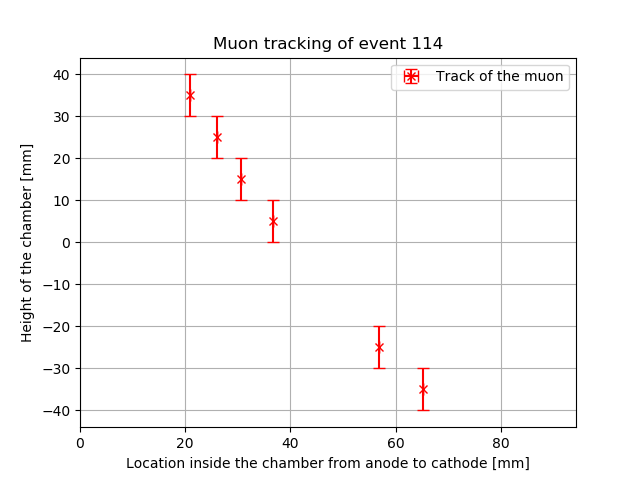 Muon tracking of event 114
Track of the muon
Height of the chamber [mm]
40
30
20
10
0
−10
−20
−30
−40
0 20 40 60 80
Location inside the chamber from anode to cathode [mm]